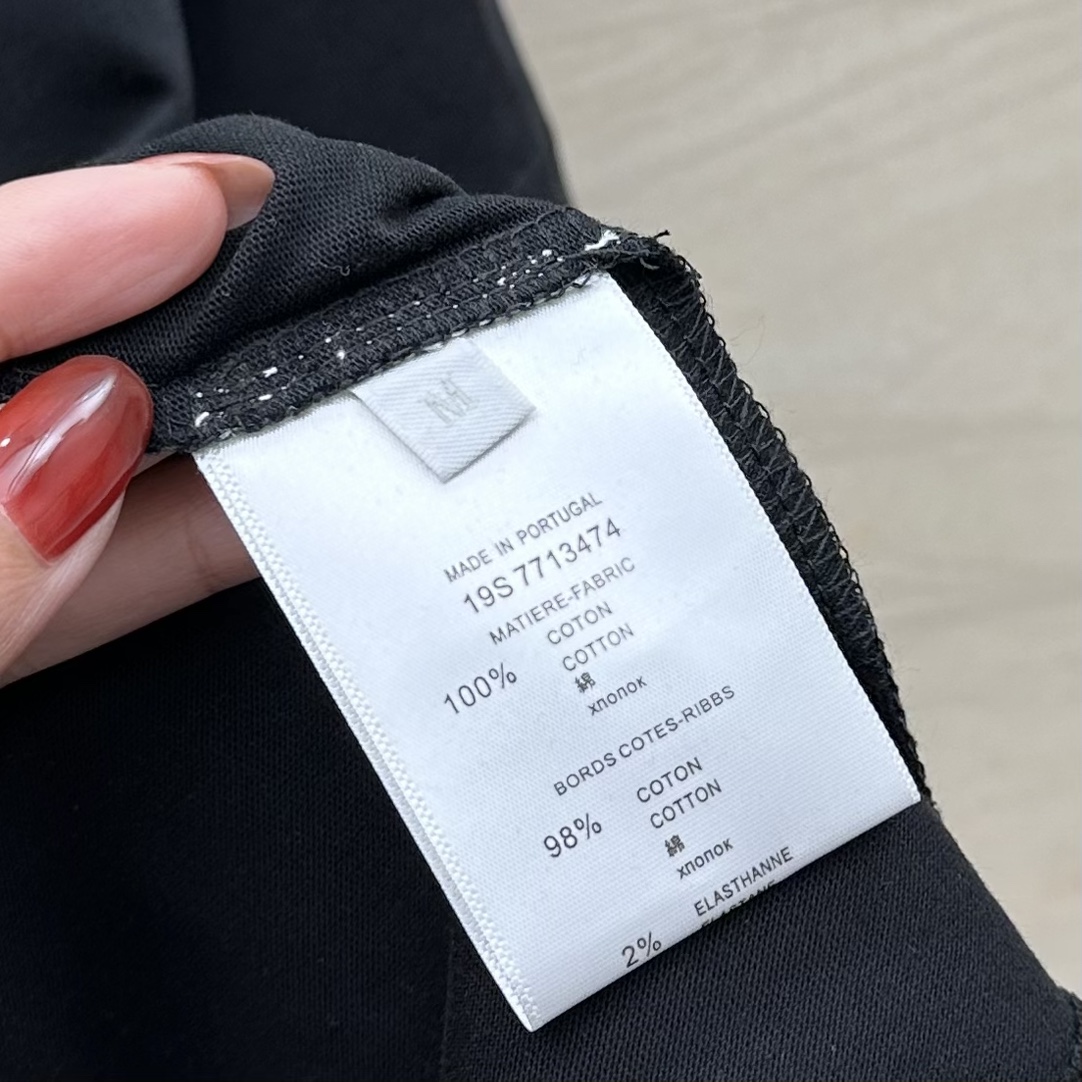 M
MADE IN PORTUGAL
19S 7713474
MATIERE-FABRIC
COTON
COTTON
100%
綿
хлопок
BORDS COTES-RIBBS
COTON
COTTON
98%
綿
хлопок
ELASTHANNE
ELASTANE
2%